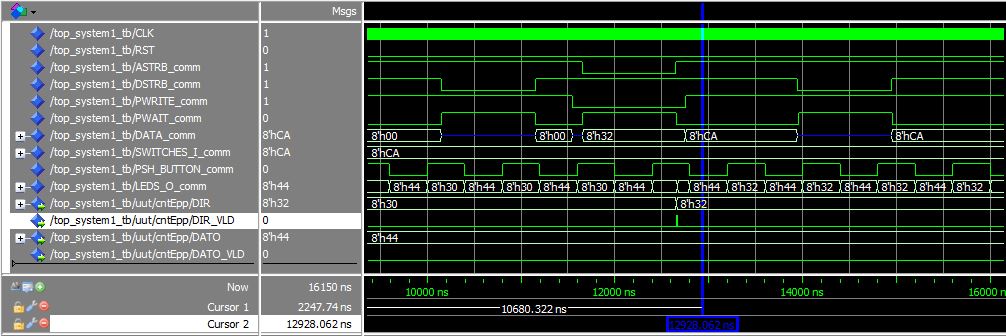 Msgs
/top_system1_tb/CLK 1
/top_system1_tb/RST 0
/top_system1_tb/ASTRB_comm 1
/top_system1_tb/DSTRB_comm 1
/top_system1_tb/PWRITE_comm 1
/top_system1_tb/PWAIT_comm 0
/top_system1_tb/DATA_comm 8'hCA 8'h00 8'h00 8'h32 8'hCA 8'hCA
/top_system1_tb/SWITCHES_I_comm 8'hCA 8'hCA
/top_system1_tb/PSH_BUTTON_comm 0
/top_system1_tb/LEDS_O_comm 8'h44 8'h44 8'h30 8'h44 8'h30 8'h44 8'h30 8'h44 8'h44 8'h32 8'h44 8'h32 8'h44 8'h32 8'h44 8'h32
/top_system1_tb/uut/cntEpp/DIR 8'h32 8'h30 8'h32
/top_system1_tb/uut/cntEpp/DIR_VLD 0
/top_system1_tb/uut/cntEpp/DATO 8'h44 8'h44
/top_system1_tb/uut/cntEpp/DATO_VLD 0
Now 16150 ns 10000 ns 12000 ns 14000 ns 16000 ns
Cursor 1 2247.74 ns 10680.322 ns
Cursor 2 12928.062 ns 12928.062 ns